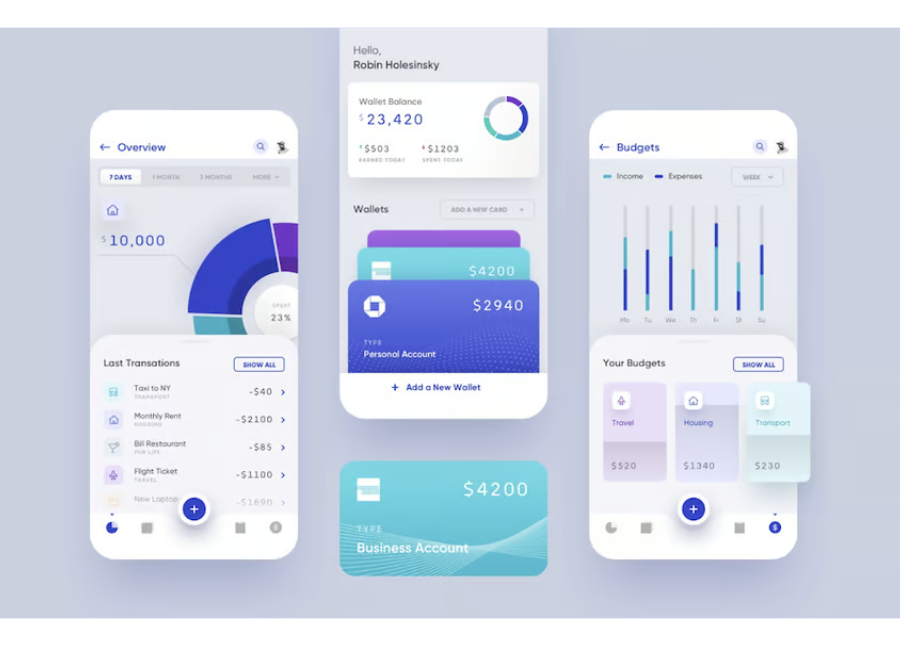 Overview
7 DAYS
1 MONTH
3 MONTHS
MORE
$10,000
SPENT
23%
Last Transations
SHOW ALL
Taxi to NY
TRANSPORT
-$40
Monthly Rent
HOUSING
-$2100
Bill Restaurant
FOR LIFE
-$85
Flight Ticket
TRAVEL
-$1100
New Laptop
-$1690
Hello,
Robin Holesinsky
Wallet Balance
$23,420
$503
EARNED TODAY
$1203
SPENT TODAY
Wallets
ADD A NEW CARD
$4200
$2940
TYPE
Personal Account
+ Add a New Wallet
$4200
TYPE
Business Account
Budgets
Income
Expenses
WEEK
Mo Tu We Th Fr St Su
Your Budgets
SHOW ALL
Travel
$520
Housing
$1340
Transport
$230